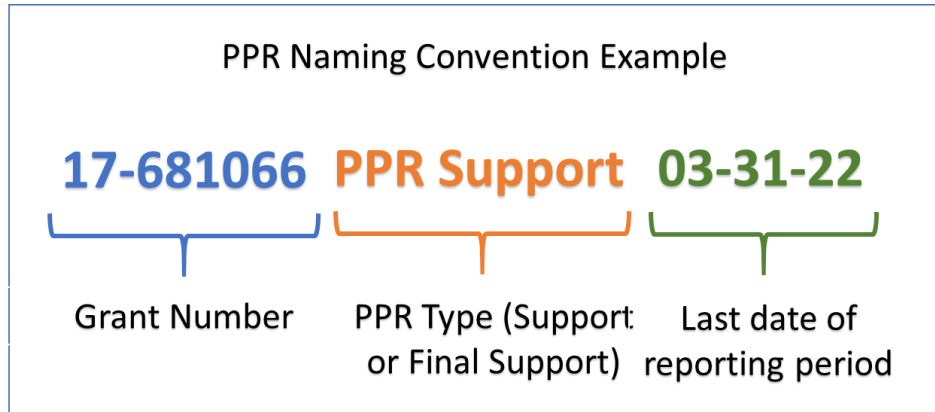 PPR Naming Convention Example
17-681066 PPR Support 03-31-22
Grant Number
PPR Type (Support
or Final Support)
Last date of
reporting period